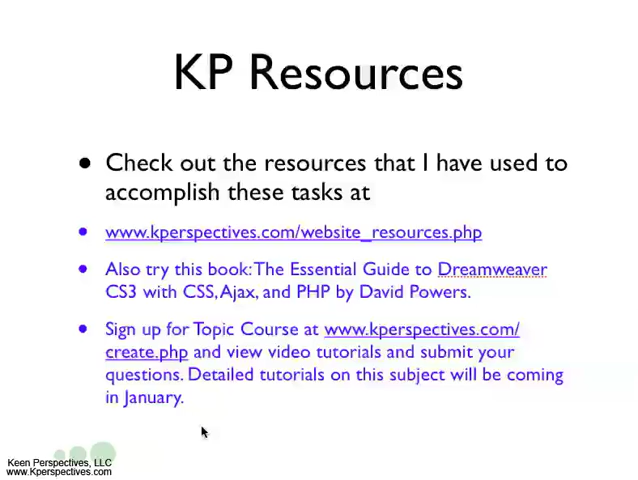 KP Resources
• Check out the resources that I have used to
accomplish these tasks at
• www.kperspectives.com/website_resources.php
• Also try this book: The Essential Guide to Dreamweaver
CS3 with CSS, Ajax, and PHP by David Powers.
• Sign up for Topic Course at www.kperspectives.com/
create.php and view video tutorials and submit your
questions. Detailed tutorials on this subject will be coming
in January.
Keen Perspectives, LLC
www.Kperspectives.com